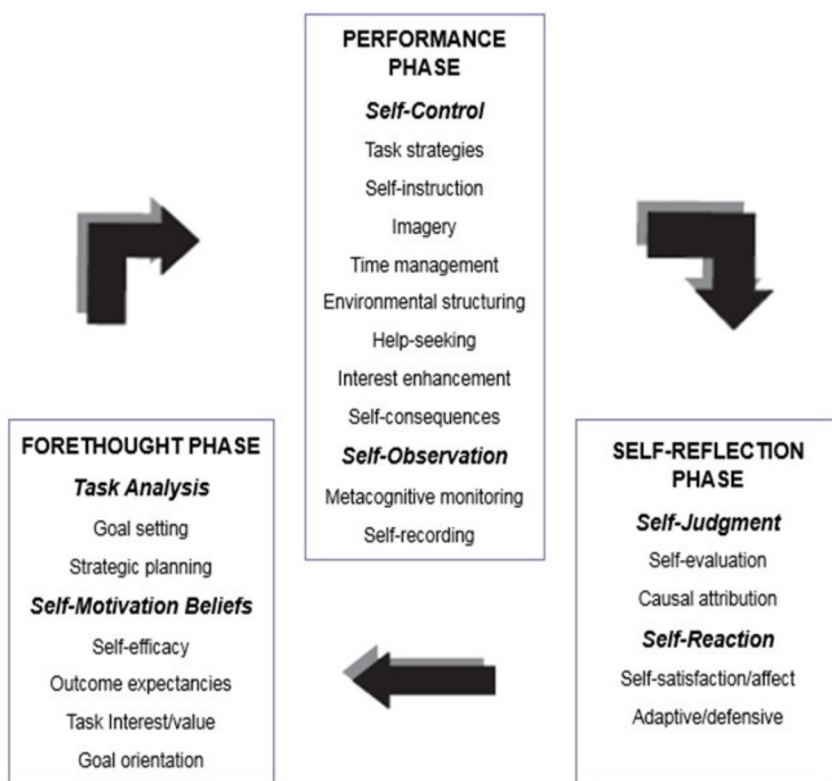 PERFORMANCE
PHASE
Self-Control
Task strategies
Self-instruction
Imagery
Time management
Environmental structuring
Help-seeking
Interest enhancement
Self-consequences
Self-Observation
Metacognitive monitoring
Self-recording
FORETHOUGHT PHASE
Task Analysis
Goal setting
Strategic planning
Self-Motivation Beliefs
Self-efficacy
Outcome expectancies
Task Interest/value
Goal orientation
SELF-REFLECTION
PHASE
Self-Judgment
Self-evaluation
Causal attribution
Self-Reaction
Self-satisfaction/affect
Adaptive/defensive